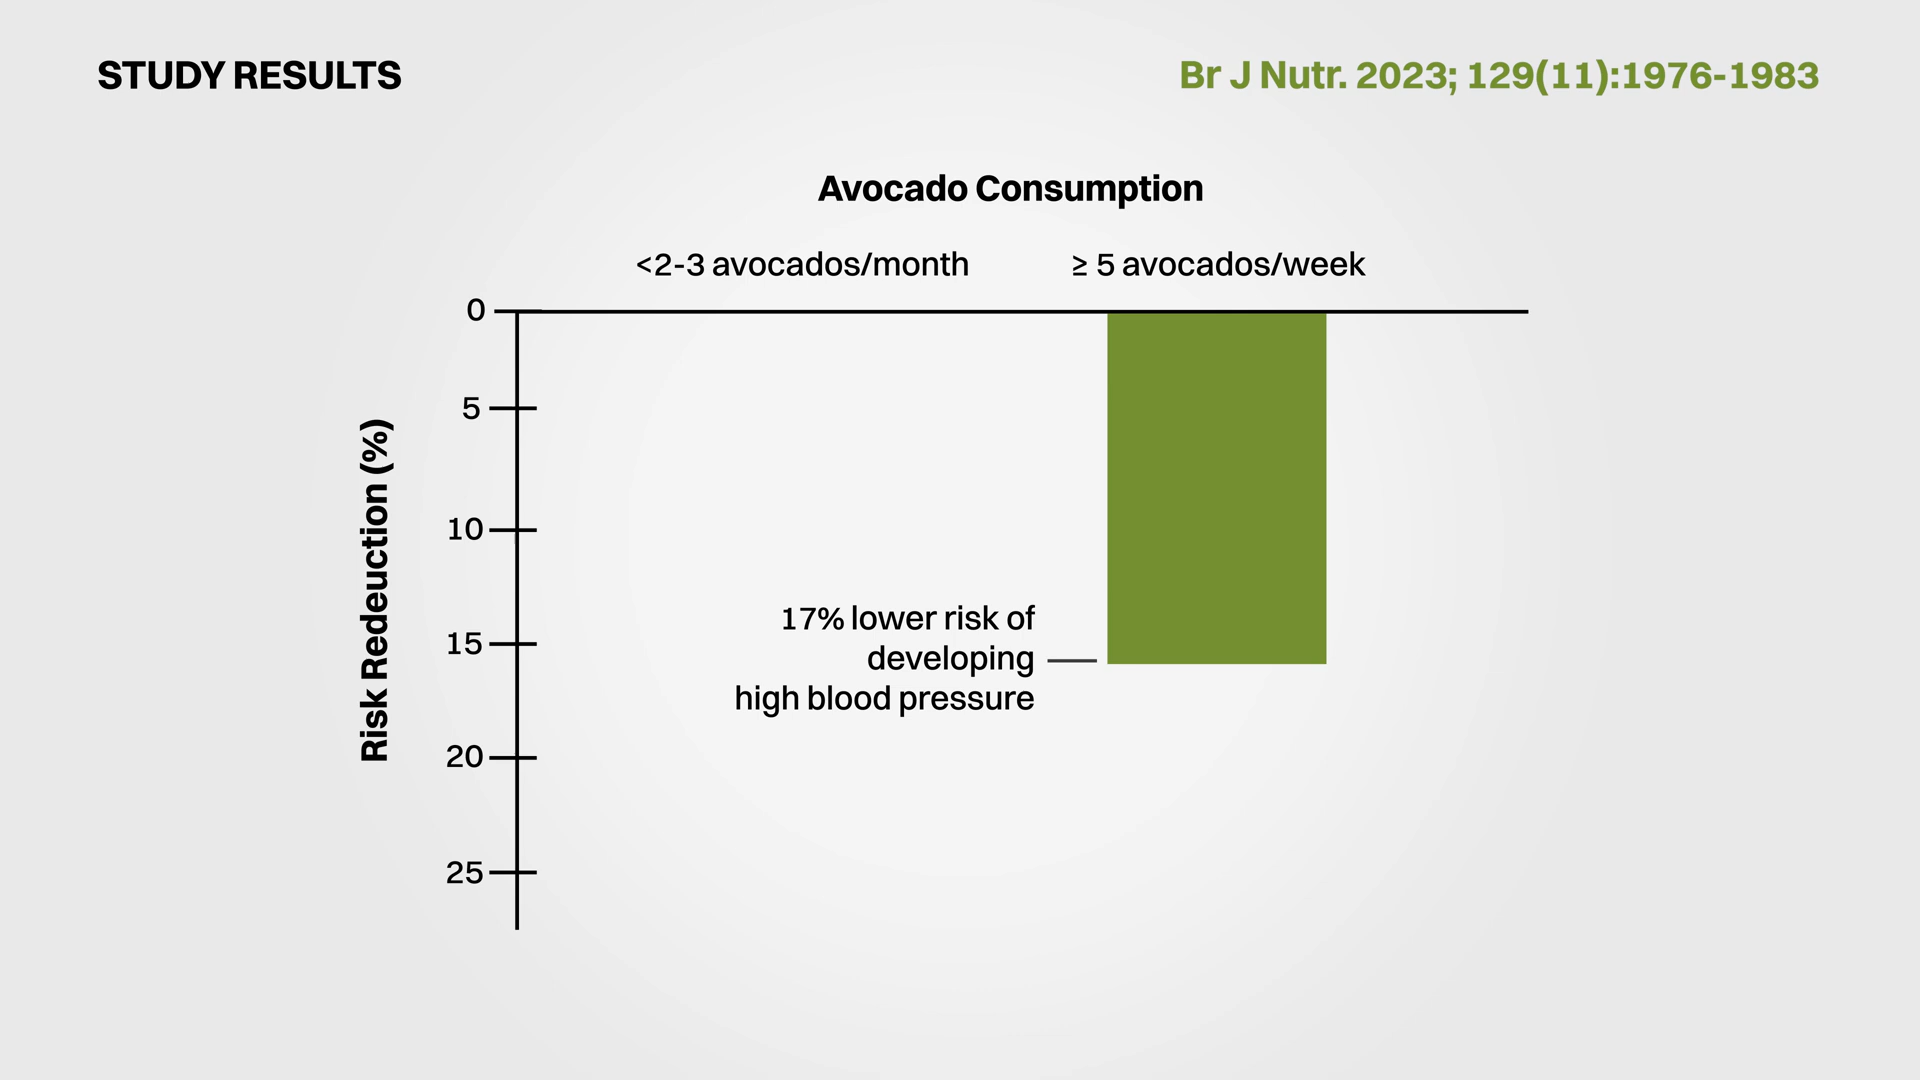 STUDY RESULTS
Br J Nutr. 2023; 129(11):1976-1983
Avocado Consumption
<2-3 avocados/month
≥ 5 avocados/week
0
5
10
15
20
25
Risk Redeuction (%)
17% lower risk of
developing
high blood pressure